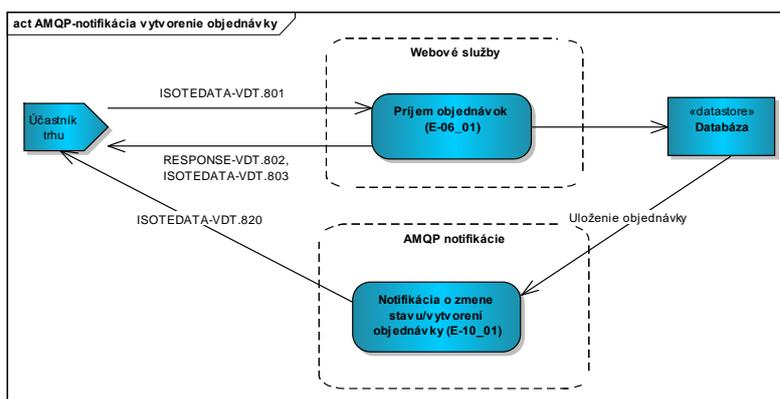 act AMQP-notifikácia vytvorenie objednávky
Webové služby
ISOTEDATA-VDT.801
Účastník
trhu
Príjem objednávok
(E-06_01)
«datastore»
Databáza
RESPONSE-VDT.802,
ISOTEDATA-VDT.803
ISOTEDATA-VDT.820
Uloženie objednávky
AMQP notifikácie
Notifikácia o zmene
stavu/vytvorení
objednávky (E-10_01)